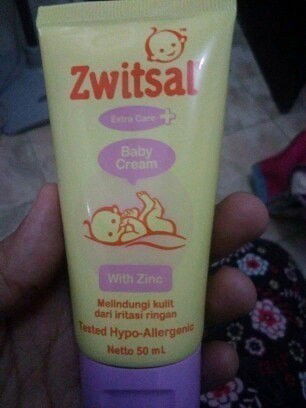 Zwitsal
Extra Care +
Baby
Cream
With Zinc
Melindungi kulit
dari iritasi ringan
Tested Hypo-Allergenic
Netto 50 mL